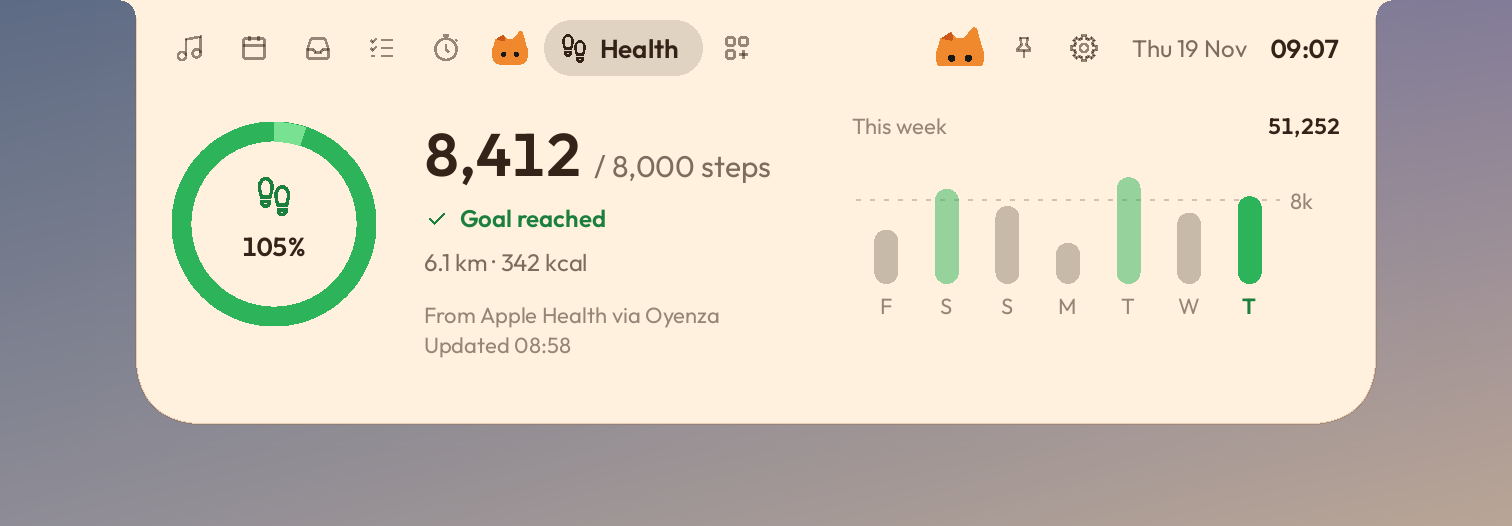 Health
Thu 19 Nov 09:07
105%
8,412 / 8,000 steps
Goal reached
6.1 km · 342 kcal
From Apple Health via Oyenza
Updated 08:58
This week 51,252
8k
F S S M T W T